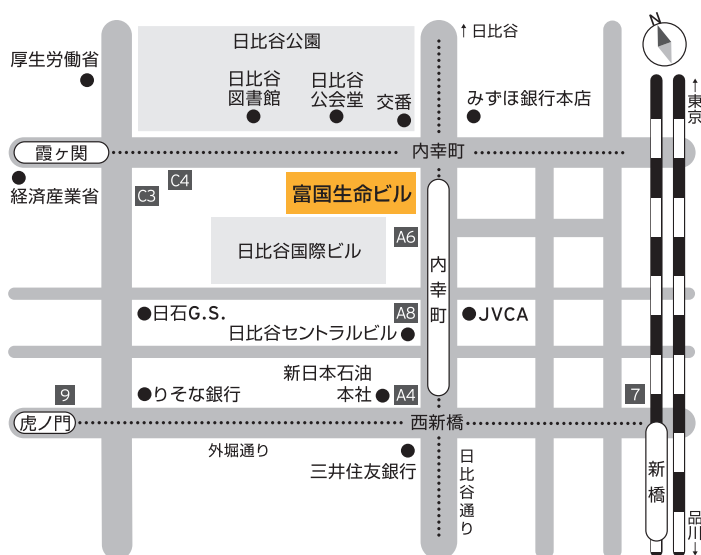 日比谷公園
↑日比谷
N
厚生労働省
日比谷
図書館
日比谷
公会堂
交番
みずほ銀行本店
←東京
霞ヶ関
内幸町
経済産業省
C3
C4
富国生命ビル
A6
日比谷国際ビル
内幸町
日石G.S.
A8
JVCA
日比谷セントラルビル
新日本石油
本社
A4
9
りそな銀行
7
虎ノ門
西新橋
外堀通り
三井住友銀行
日比谷通り
新橋
品川→